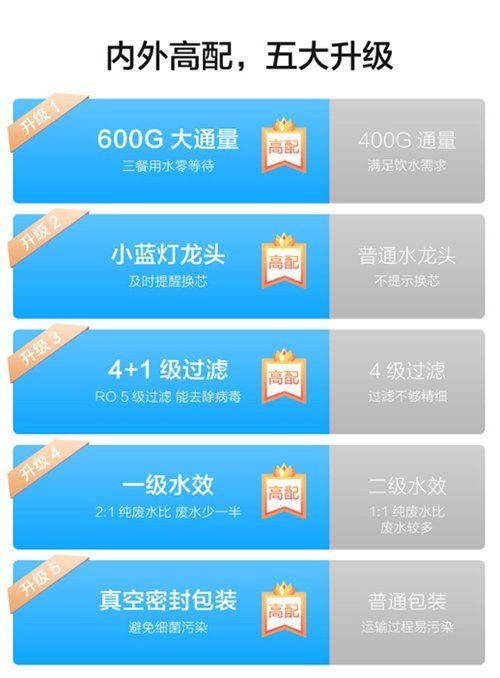 内外高配，五大升级
升级 1
600G 大通量
三餐用水零等待
高配
400G 通量
满足饮水需求
升级 2
小蓝灯龙头
及时提醒换芯
高配
普通水龙头
不提示换芯
升级 3
4+1 级过滤
RO 5 级过滤 能去除病毒
高配
4 级过滤
过滤不够精细
升级 4
一级水效
2:1 纯废水比 废水少一半
高配
二级水效
1:1 纯废水比
废水较多
升级 5
真空密封包装
避免细菌污染
高配
普通包装
运输过程易污染